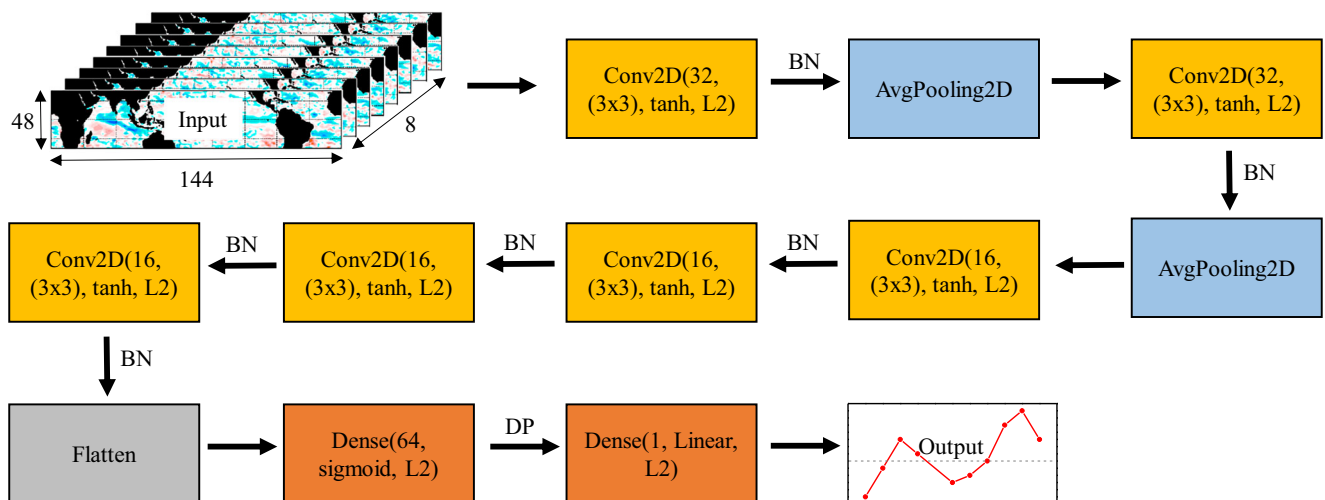 48
Input
8
144
Conv2D(32,
(3x3), tanh, L2)
BN
AvgPooling2D
Conv2D(32,
(3x3), tanh, L2)
BN
AvgPooling2D
Conv2D(16,
(3x3), tanh, L2)
BN
Conv2D(16,
(3x3), tanh, L2)
BN
Conv2D(16,
(3x3), tanh, L2)
BN
Conv2D(16,
(3x3), tanh, L2)
BN
Flatten
Dense(64,
sigmoid, L2)
DP
Dense(1, Linear,
L2)
Output